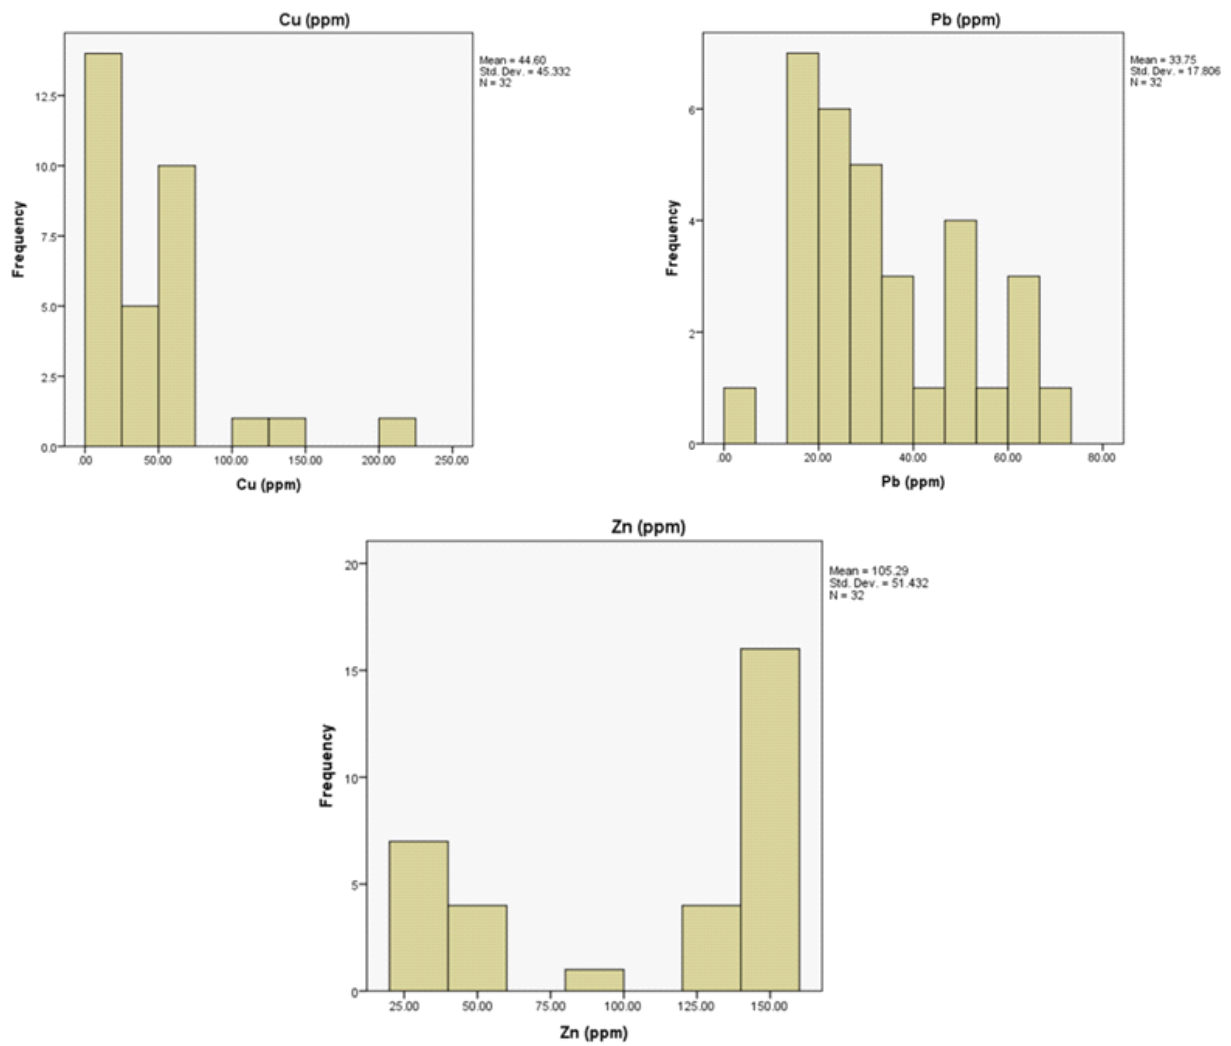 Cu (ppm)
Mean = 44.60
Std. Dev. = 45.332
N = 32
12.5
10.0
7.5
5.0
2.5
0.0
Frequency
.00 50.00 100.00 150.00 200.00 250.00
Cu (ppm)
Pb (ppm)
Mean = 33.75
Std. Dev. = 17.806
N = 32
6
4
2
0
Frequency
.00 20.00 40.00 60.00 80.00
Pb (ppm)
Zn (ppm)
Mean = 105.29
Std. Dev. = 51.432
N = 32
20
15
10
5
0
Frequency
25.00 50.00 75.00 100.00 125.00 150.00
Zn (ppm)